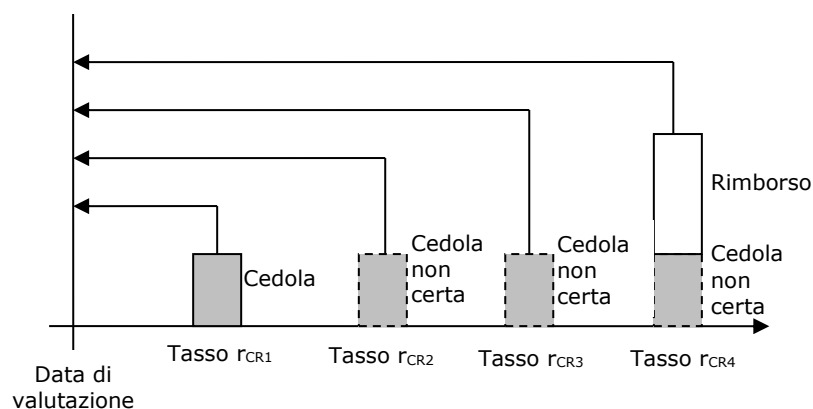 Rimborso
Cedola
Cedola
non
certa
Cedola
non
certa
Cedola
non
certa
Tasso rCR1
Tasso rCR2
Tasso rCR3
Tasso rCR4
Data di
valutazione